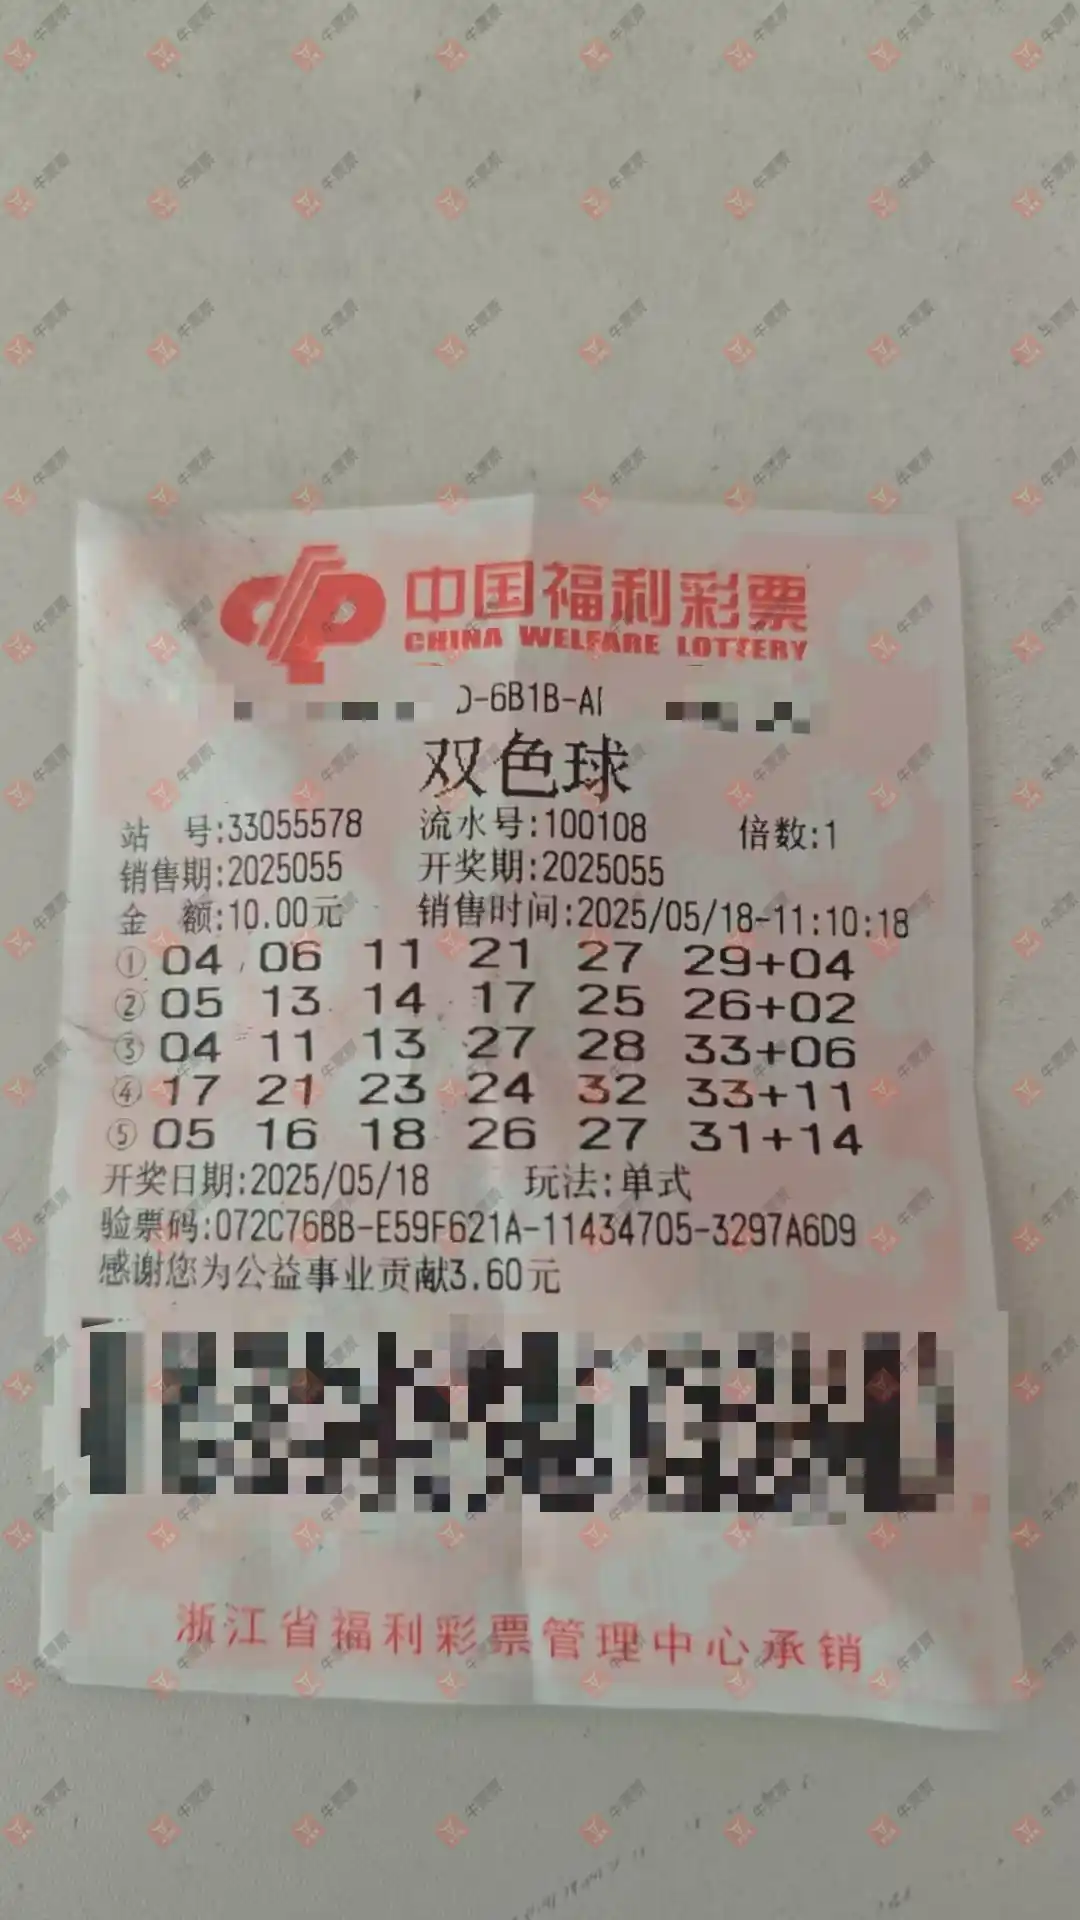 中国福利彩票
CHINA WELFARE LOTTERY
-6B1B-A
双色球
站 号:33055578 流水号:100108 倍数:1
销售期:2025055 开奖期:2025055
金 额:10.00元 销售时间:2025/05/18-11:10:18
① 04 06 11 21 27 29+04
② 05 13 14 17 25 26+02
③ 04 11 13 27 28 33+06
④ 17 21 23 24 32 33+11
⑤ 05 16 18 26 27 31+14
开奖日期:2025/05/18 玩法:单式
验票码:072C76BB-E59F621A-11434705-3297A6D9
感谢您为公益事业贡献3.60元
浙江省福利彩票管理中心承销